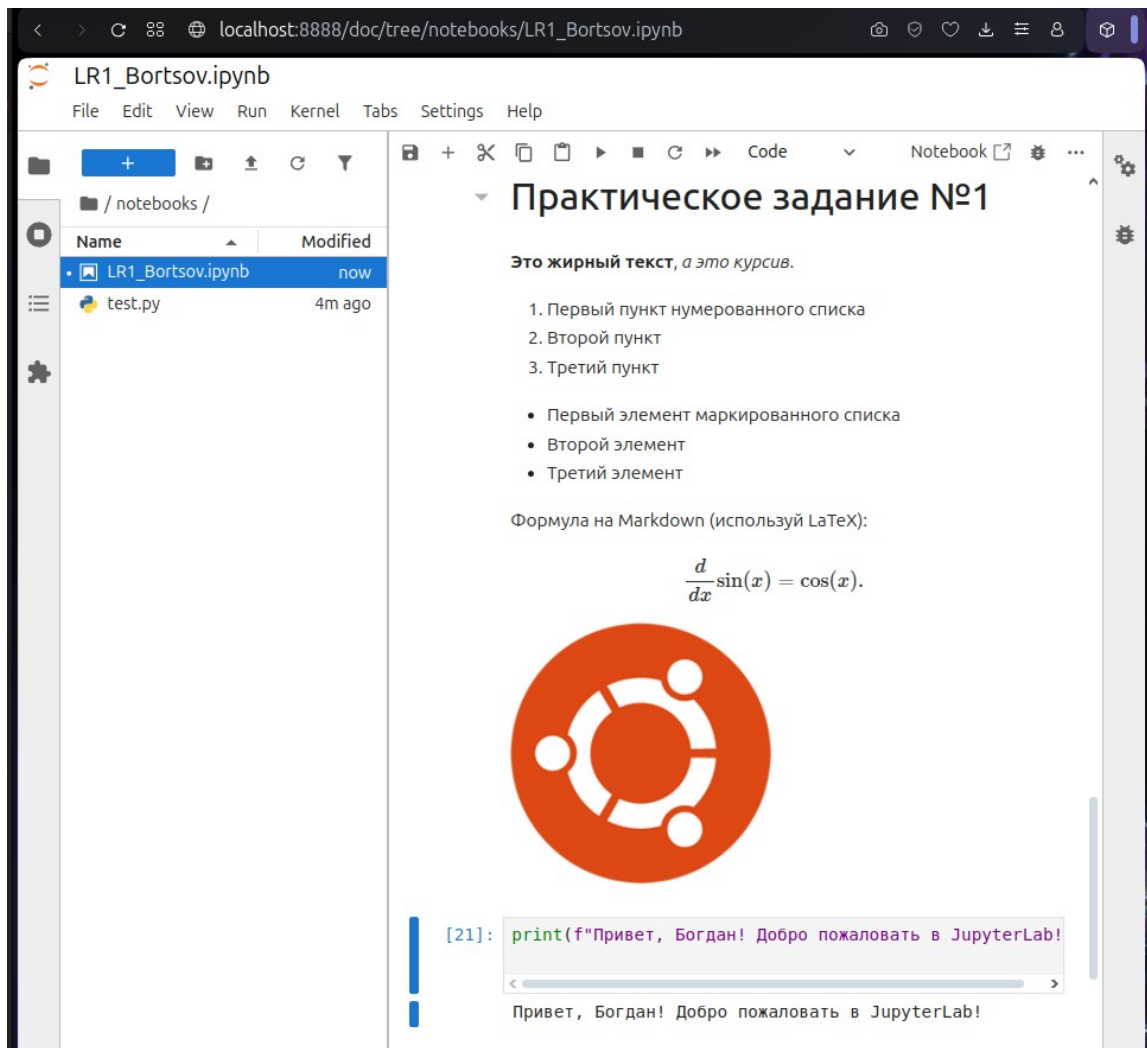 localhost:8888/doc/tree/notebooks/LR1_Bortsov.ipynb
LR1_Bortsov.ipynb
File Edit View Run Kernel Tabs Settings Help
Code Notebook
/ notebooks /
Name Modified
LR1_Bortsov.ipynb now
test.py 4m ago
Практическое задание №1
Это жирный текст, а это курсив.
1. Первый пункт нумерованного списка
2. Второй пункт
3. Третий пункт
• Первый элемент маркированного списка
• Второй элемент
• Третий элемент
Формула на Markdown (используй LaTeX):
d/dx sin(x) = cos(x).
[21]: print(f"Привет, Богдан! Добро пожаловать в JupyterLab!
Привет, Богдан! Добро пожаловать в JupyterLab!